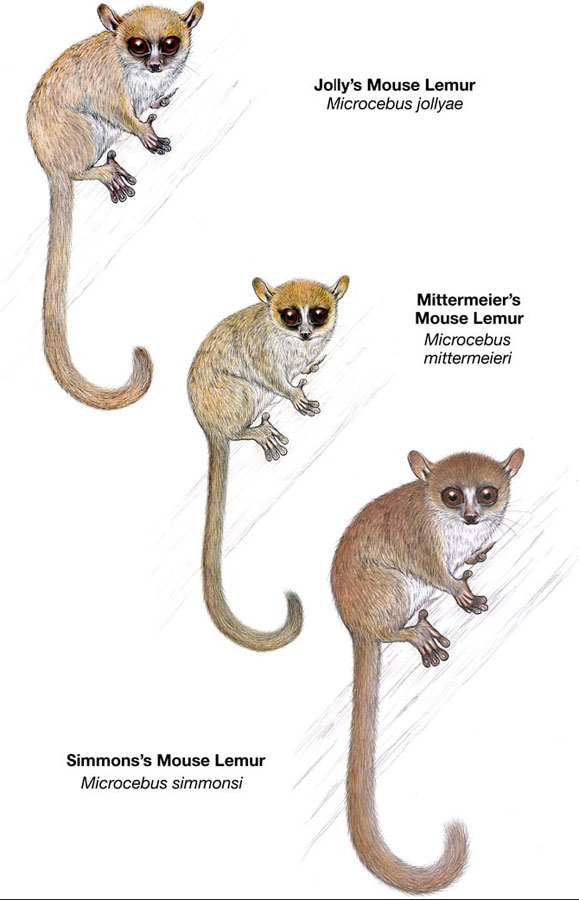 Jolly's Mouse Lemur
Microcebus jollyae
Mittermeier's
Mouse Lemur
Microcebus
mittermeieri
Simmons's Mouse Lemur
Microcebus simmonsi